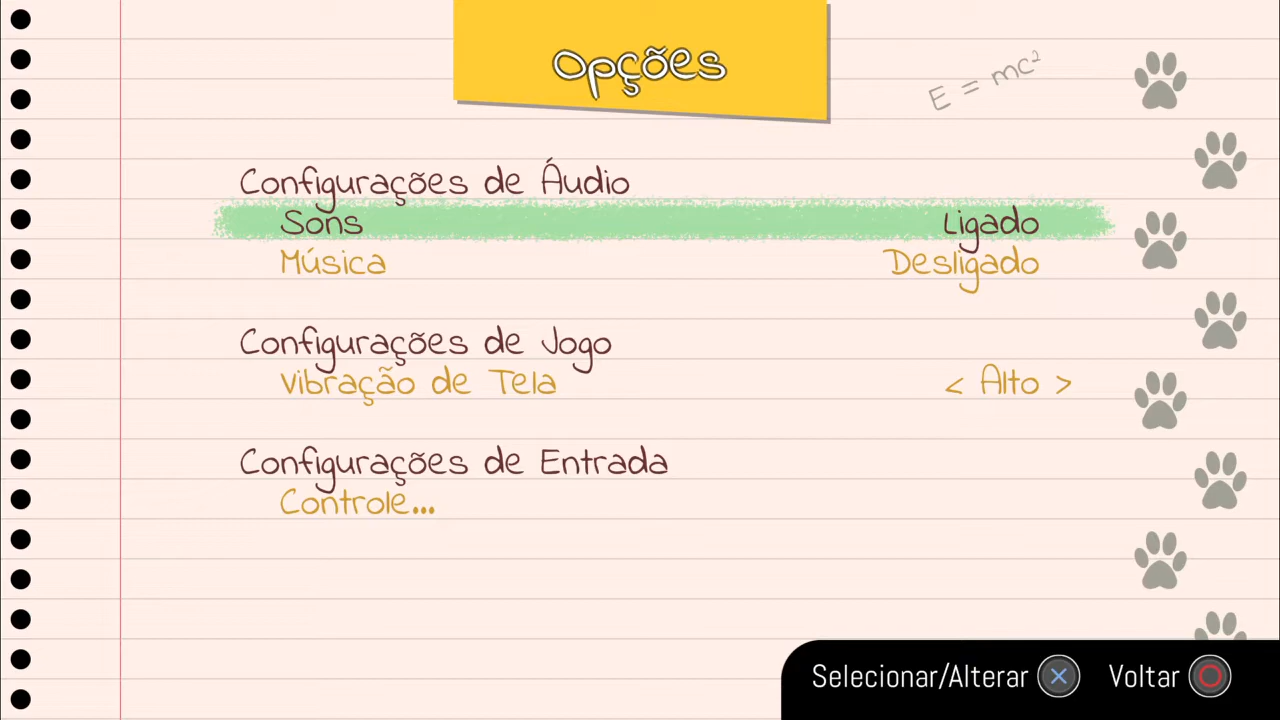 Opções
E = mc²
Configurações de Áudio
Sons Ligado
Música Desligado
Configurações de Jogo
Vibração de Tela < Alto >
Configurações de Entrada
Controle...
Selecionar/Alterar Voltar